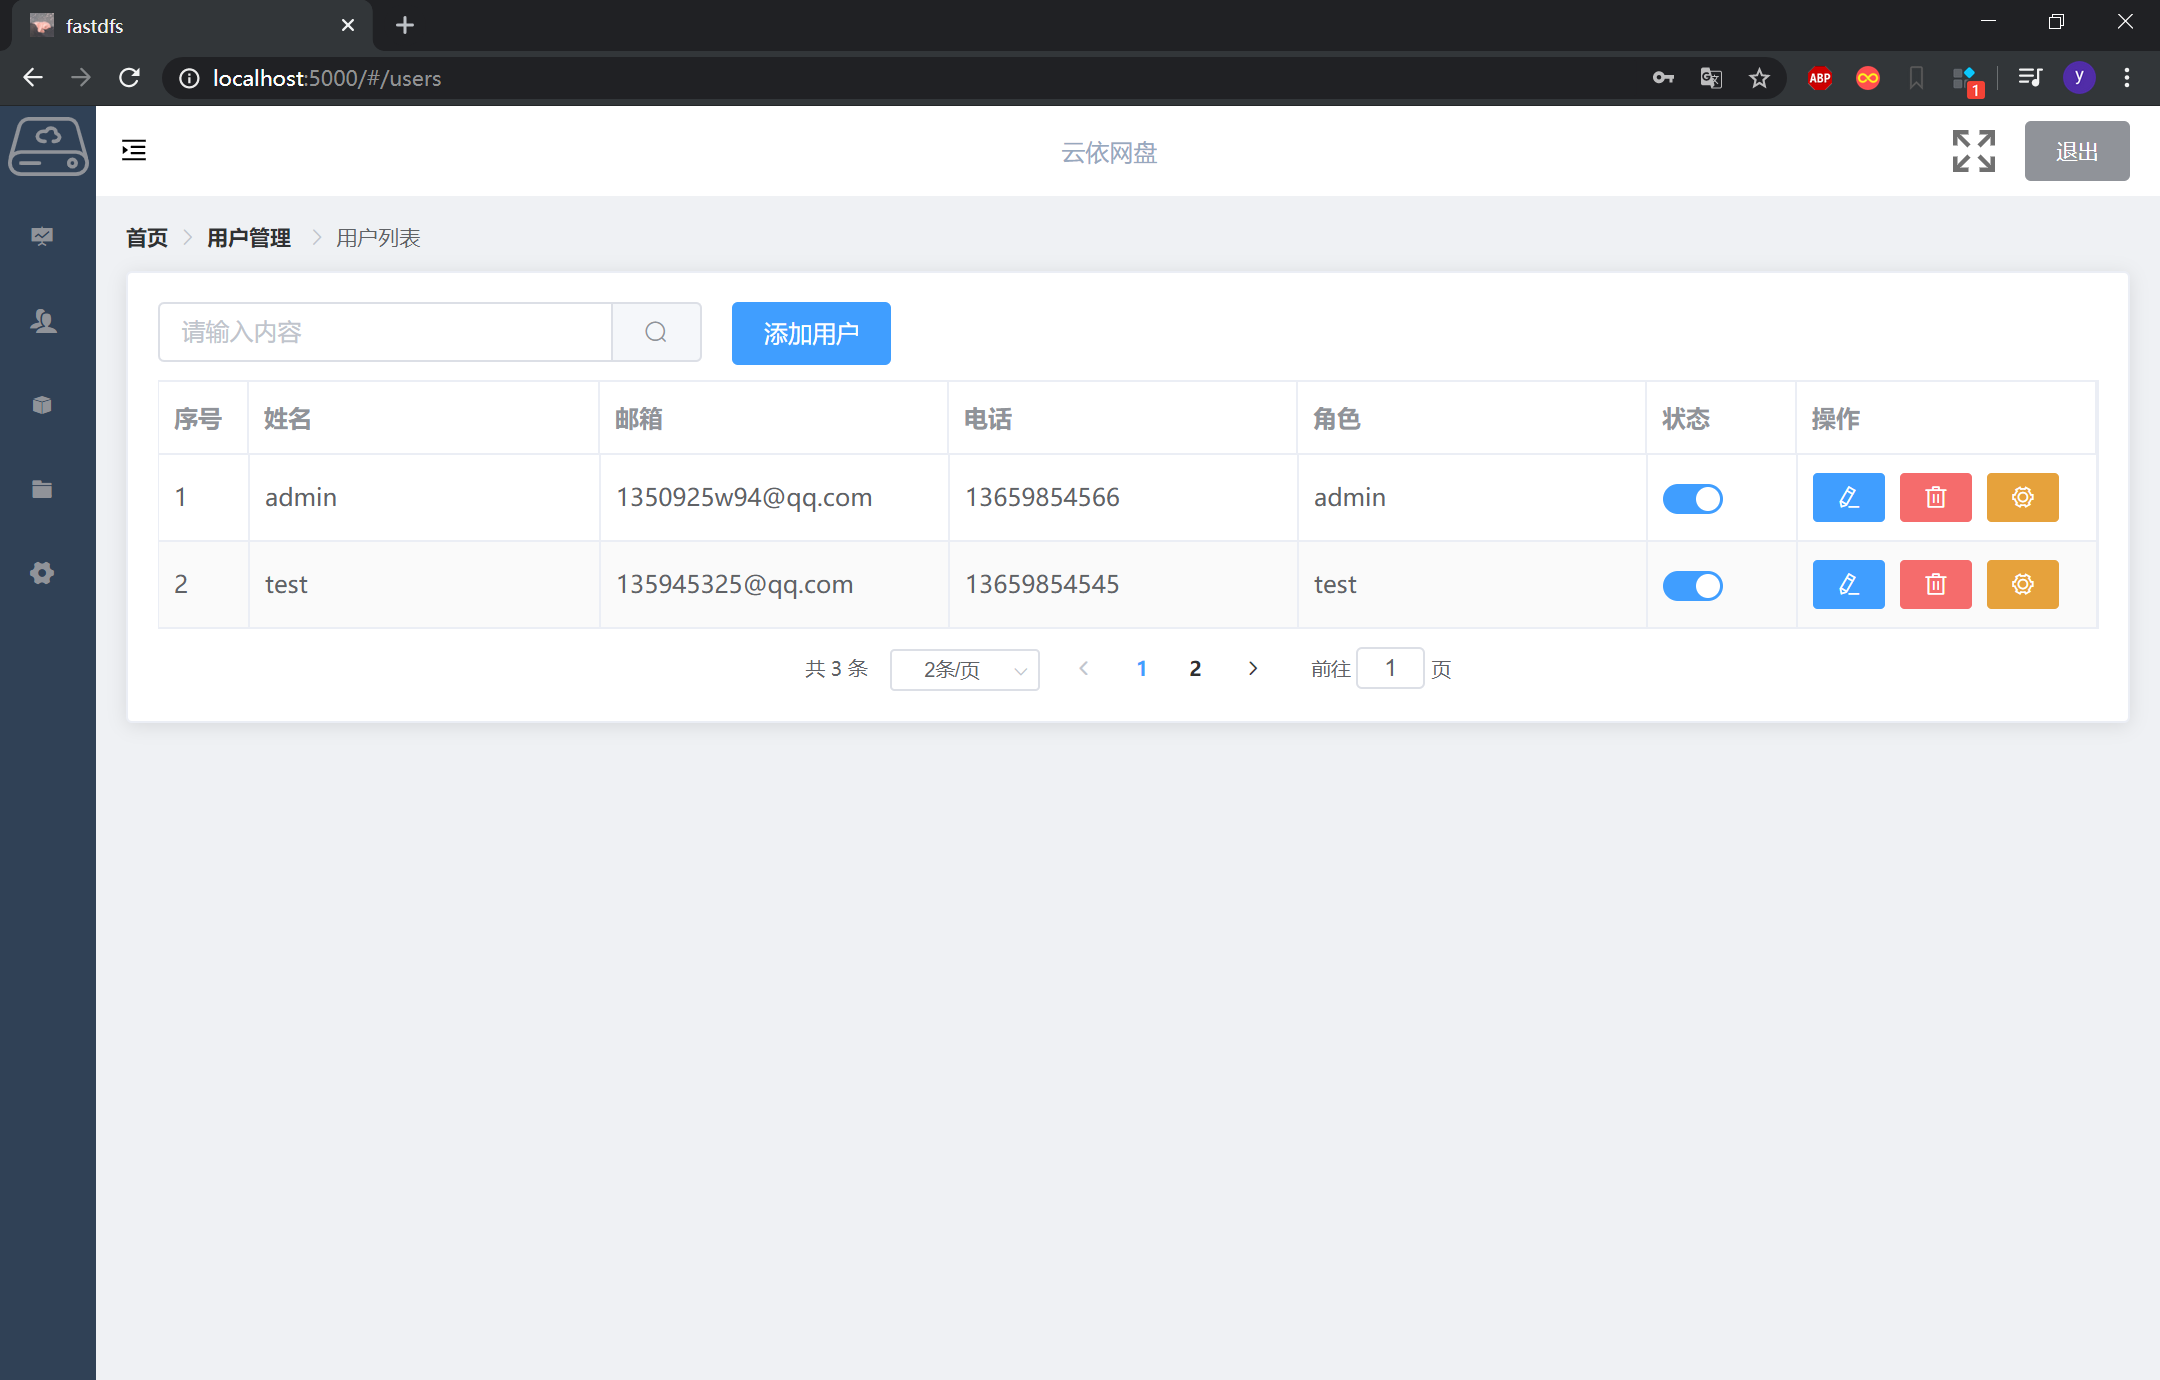 fastdfs
localhost:5000/#/users
ABP
1
y
云依网盘
退出
首页 用户管理 用户列表
请输入内容 添加用户
序号 姓名 邮箱 电话 角色 状态 操作
1 admin 1350925w94@qq.com 13659854566 admin
2 test 135945325@qq.com 13659854545 test
共 3 条 2条/页 1 2 前往 1 页